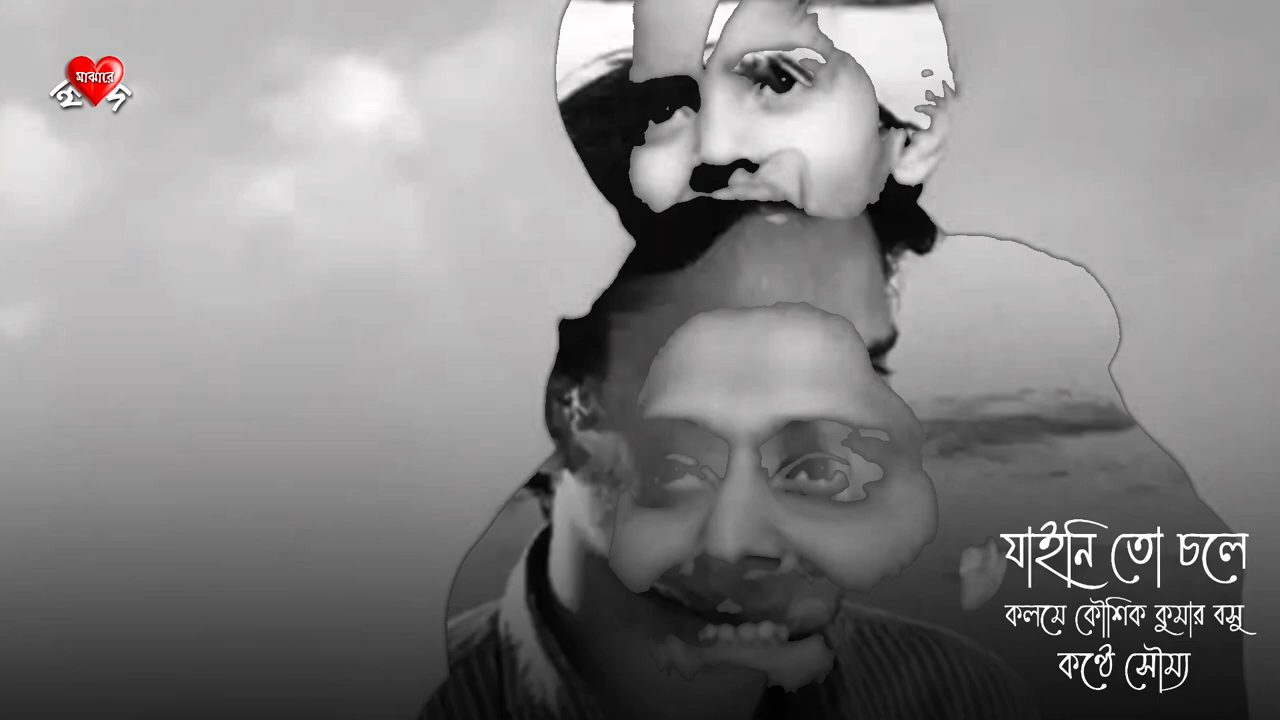 হৃদ মাঝারে
যাইনি তো চলে
কলমে কৌশিক কুমার বসু
কণ্ঠে সৌম্য